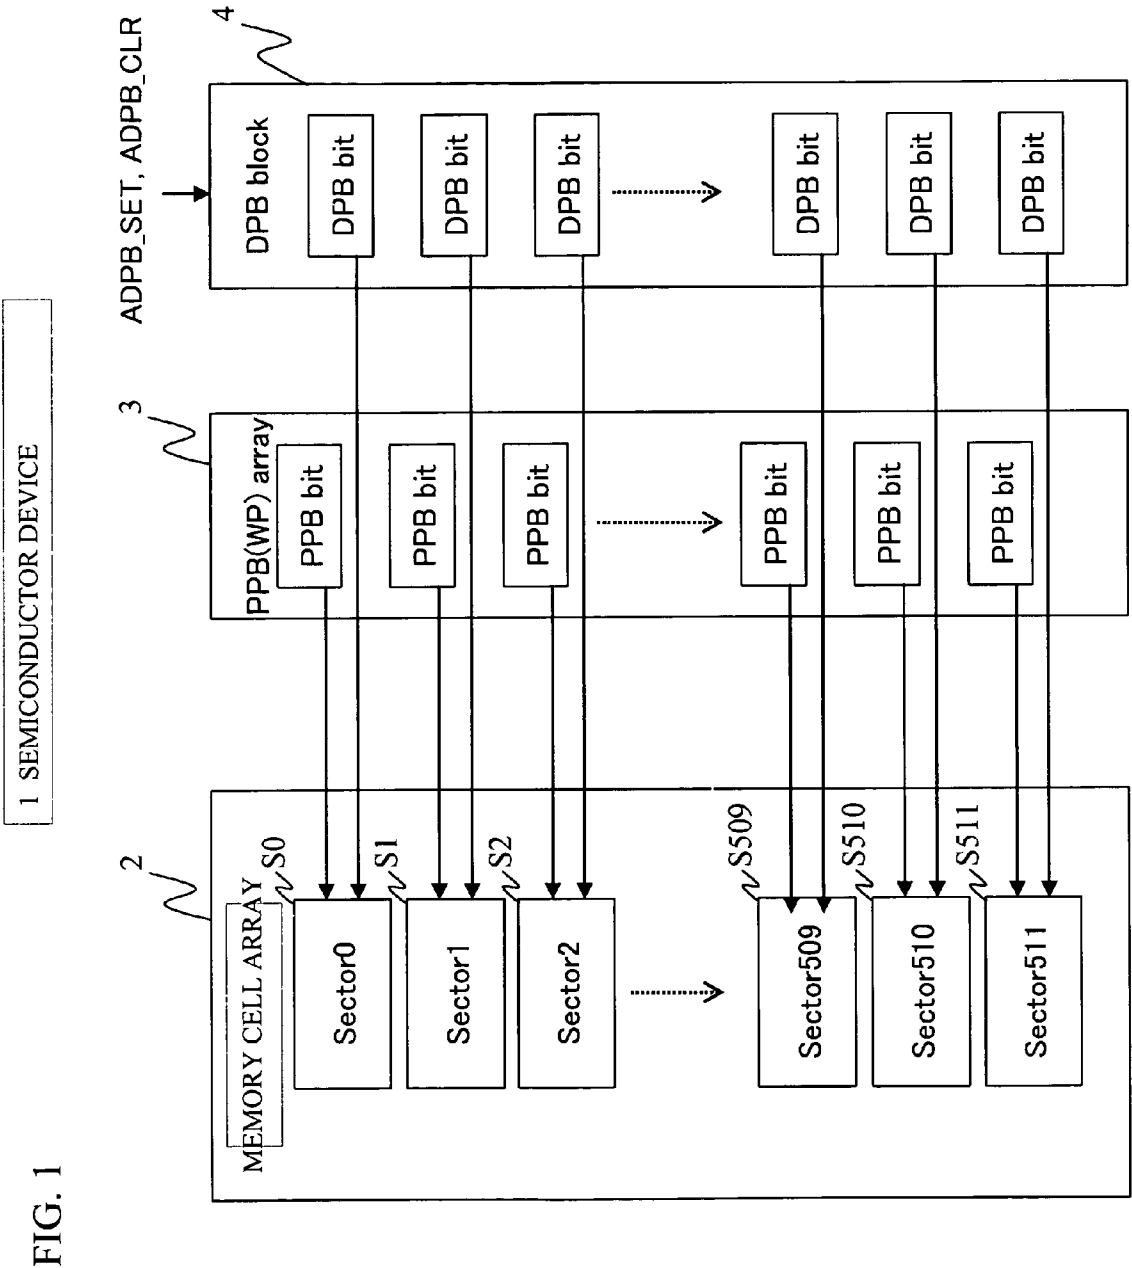 FIG. 1
1 SEMICONDUCTOR DEVICE
2
3
ADPB_SET, ADPB_CLR
4
MEMORY CELL ARRAY
PPB(WP) array
DPB block
S0
Sector0
PPB bit
DPB bit
S1
Sector1
PPB bit
DPB bit
S2
Sector2
PPB bit
DPB bit
S509
Sector509
PPB bit
DPB bit
S510
Sector510
PPB bit
DPB bit
S511
Sector511
PPB bit
DPB bit